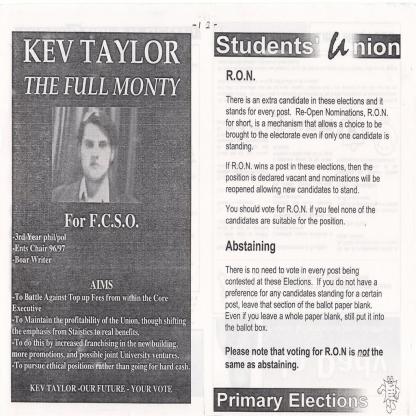 - 1 2 -
KEV TAYLOR
THE FULL MONTY
For F.C.S.O.
-3rd Year phil/pol
-Ents Chair 96/97
-Boar Writer
AIMS
-To Battle Against Top up Fees from within the Core
Executive
-To Maintain the profitability of the Union, though shifting
the emphasis from Staistics to real benefits,
-To do this by increased franchising in the new building,
more promotions, and possible joint University ventures.
-To pursue ethical positions rather than going for hard cash.
KEV TAYLOR -OUR FUTURE - YOUR VOTE
Students' Union
R.O.N.
There is an extra candidate in these elections and it
stands for every post. Re-Open Nominations, R.O.N.
for short, is a mechanism that allows a choice to be
brought to the electorate even if only one candidate is
standing.
If R.O.N. wins a post in these elections, then the
position is declared vacant and nominations will be
reopened allowing new candidates to stand.
You should vote for R.O.N. if you feel none of the
candidates are suitable for the position.
Abstaining
There is no need to vote in every post being
contested at these Elections. If you do not have a
preference for any candidates standing for a certain
post, leave that section of the ballot paper blank.
Even if you leave a whole paper blank, still put it into
the ballot box.
Please note that voting for R.O.N is not the
same as abstaining.
Primary Elections